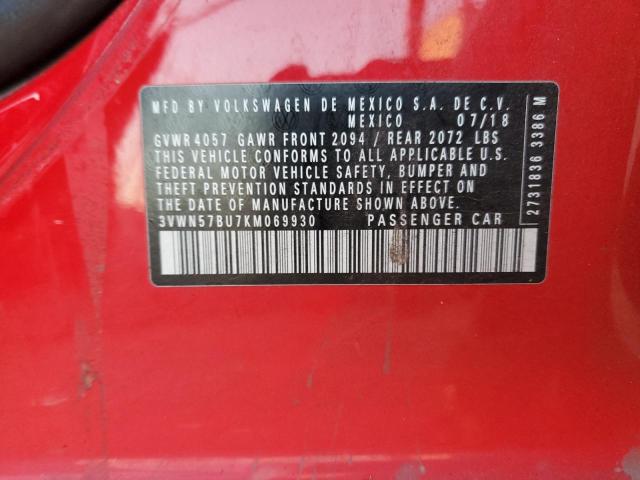 MFD BY VOLKSWAGEN DE MEXICO S.A. DE C.V.
MEXICO 07/18
GVWR 4057 GAWR FRONT 2094 / REAR 2072 LBS
THIS VEHICLE CONFORMS TO ALL APPLICABLE U.S.
FEDERAL MOTOR VEHICLE SAFETY, BUMPER AND
THEFT PREVENTION STANDARDS IN EFFECT ON
THE DATE OF MANUFACTURE SHOWN ABOVE.
3VWN57BU7KM069930 PASSENGER CAR
2731B836 3386 M